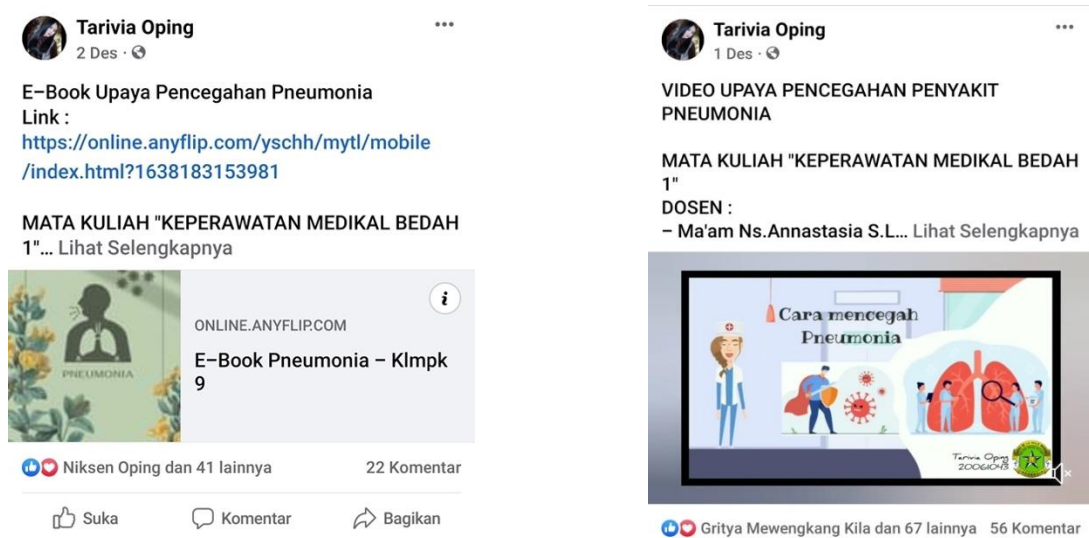 Tarivia Oping
2 Des ·
E–Book Upaya Pencegahan Pneumonia
Link :
https://online.anyflip.com/yschh/mytl/mobile
/index.html?1638183153981
MATA KULIAH "KEPERAWATAN MEDIKAL BEDAH
1"... Lihat Selengkapnya
PNEUMONIA
ONLINE.ANYFLIP.COM
E–Book Pneumonia – Klmpk
9
Niksen Oping dan 41 lainnya
22 Komentar
Suka
Komentar
Bagikan
Tarivia Oping
1 Des ·
VIDEO UPAYA PENCEGAHAN PENYAKIT
PNEUMONIA
MATA KULIAH "KEPERAWATAN MEDIKAL BEDAH
1"
DOSEN :
– Ma'am Ns.Annastasia S.L... Lihat Selengkapnya
Cara mencegah
Pneumonia
Tarivia Oping
20061043
Gritya Mewengkang Kila dan 67 lainnya
56 Komentar